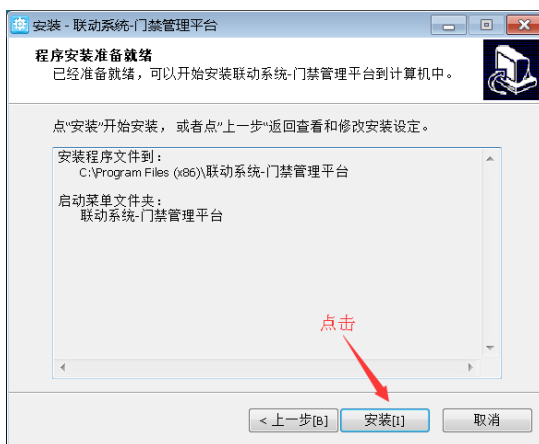 安装 - 联动系统-门禁管理平台
程序安装准备就绪
已经准备就绪，可以开始安装联动系统-门禁管理平台到计算机中。
点“安装”开始安装，或者点“上一步”返回查看和修改安装设定。
安装程序文件到：
C:\Program Files (x86)\联动系统-门禁管理平台
启动菜单文件夹：
联动系统-门禁管理平台
点击
< 上一步[B] 安装[I] 取消